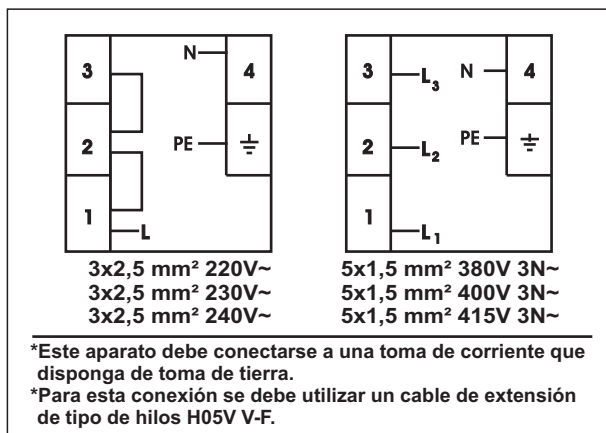 3 N 4
2 PE ⏚
1 L
3 L₃ N 4
2 L₂ PE ⏚
1 L₁
3x2,5 mm² 220V~
3x2,5 mm² 230V~
3x2,5 mm² 240V~
5x1,5 mm² 380V 3N~
5x1,5 mm² 400V 3N~
5x1,5 mm² 415V 3N~
*Este aparato debe conectarse a una toma de corriente que
disponga de toma de tierra.
*Para esta conexión se debe utilizar un cable de extensión
de tipo de hilos H05V V-F.